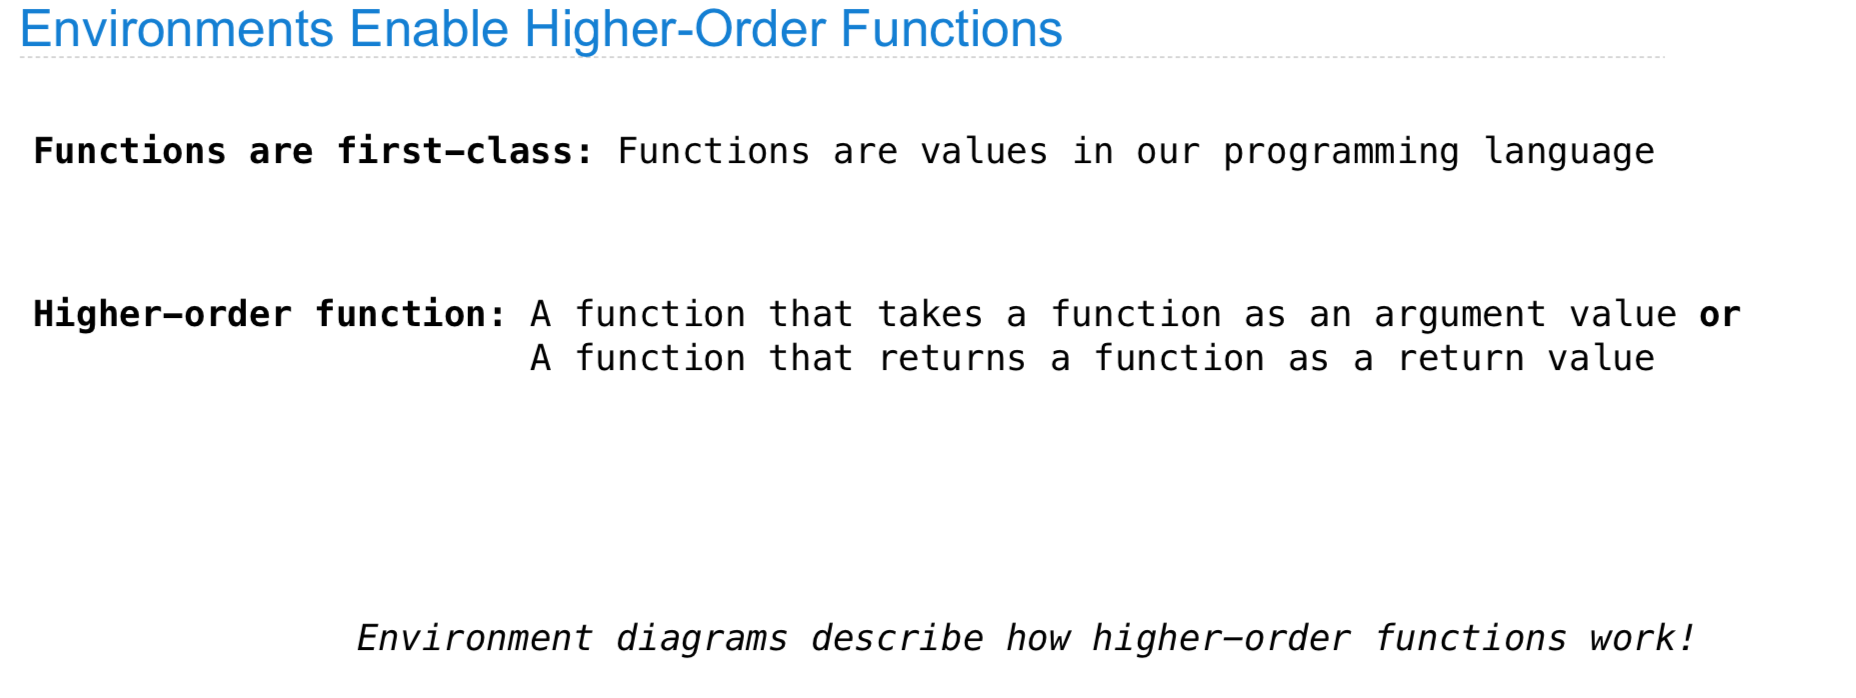 Environments Enable Higher-Order Functions
Functions are first-class: Functions are values in our programming language
Higher-order function: A function that takes a function as an argument value or
A function that returns a function as a return value
Environment diagrams describe how higher-order functions work!